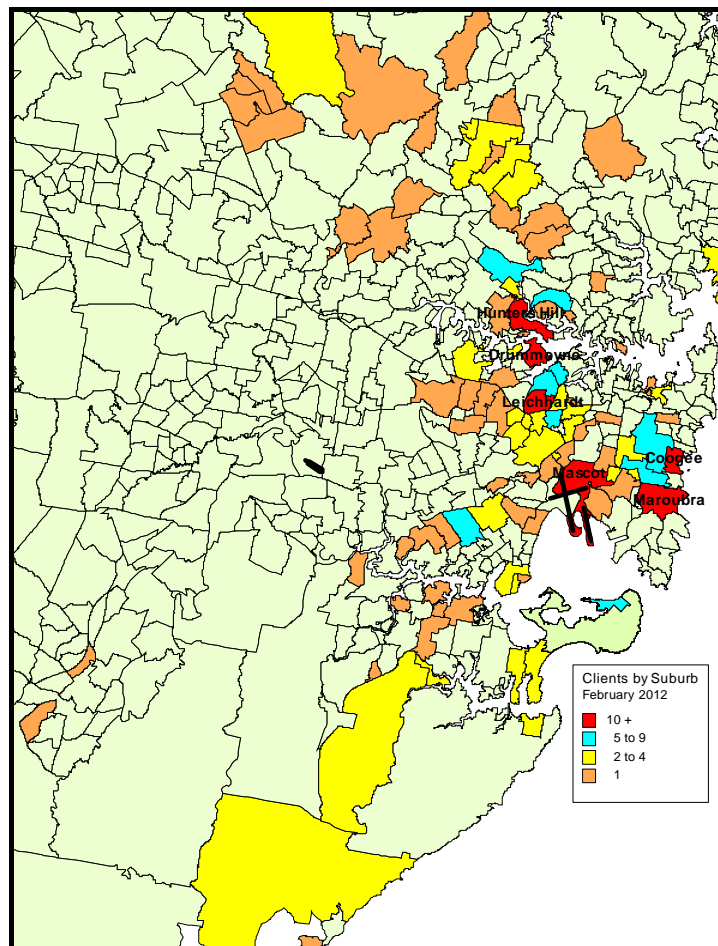 Hunters Hill
Drummoyne
Leichhardt
Coogee
Mascot
Maroubra
Clients by Suburb
February 2012
10 +
5 to 9
2 to 4
1